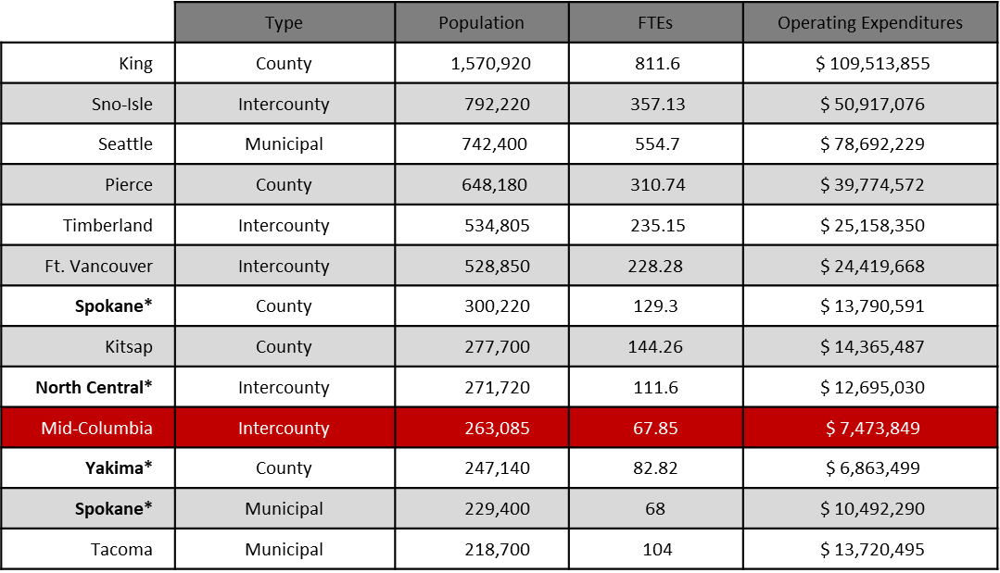 Type Population FTEs Operating Expenditures
King County 1,570,920 811.6 $ 109,513,855
Sno-Isle Intercounty 792,220 357.13 $ 50,917,076
Seattle Municipal 742,400 554.7 $ 78,692,229
Pierce County 648,180 310.74 $ 39,774,572
Timberland Intercounty 534,805 235.15 $ 25,158,350
Ft. Vancouver Intercounty 528,850 228.28 $ 24,419,668
Spokane* County 300,220 129.3 $ 13,790,591
Kitsap County 277,700 144.26 $ 14,365,487
North Central* Intercounty 271,720 111.6 $ 12,695,030
Mid-Columbia Intercounty 263,085 67.85 $ 7,473,849
Yakima* County 247,140 82.82 $ 6,863,499
Spokane* Municipal 229,400 68 $ 10,492,290
Tacoma Municipal 218,700 104 $ 13,720,495